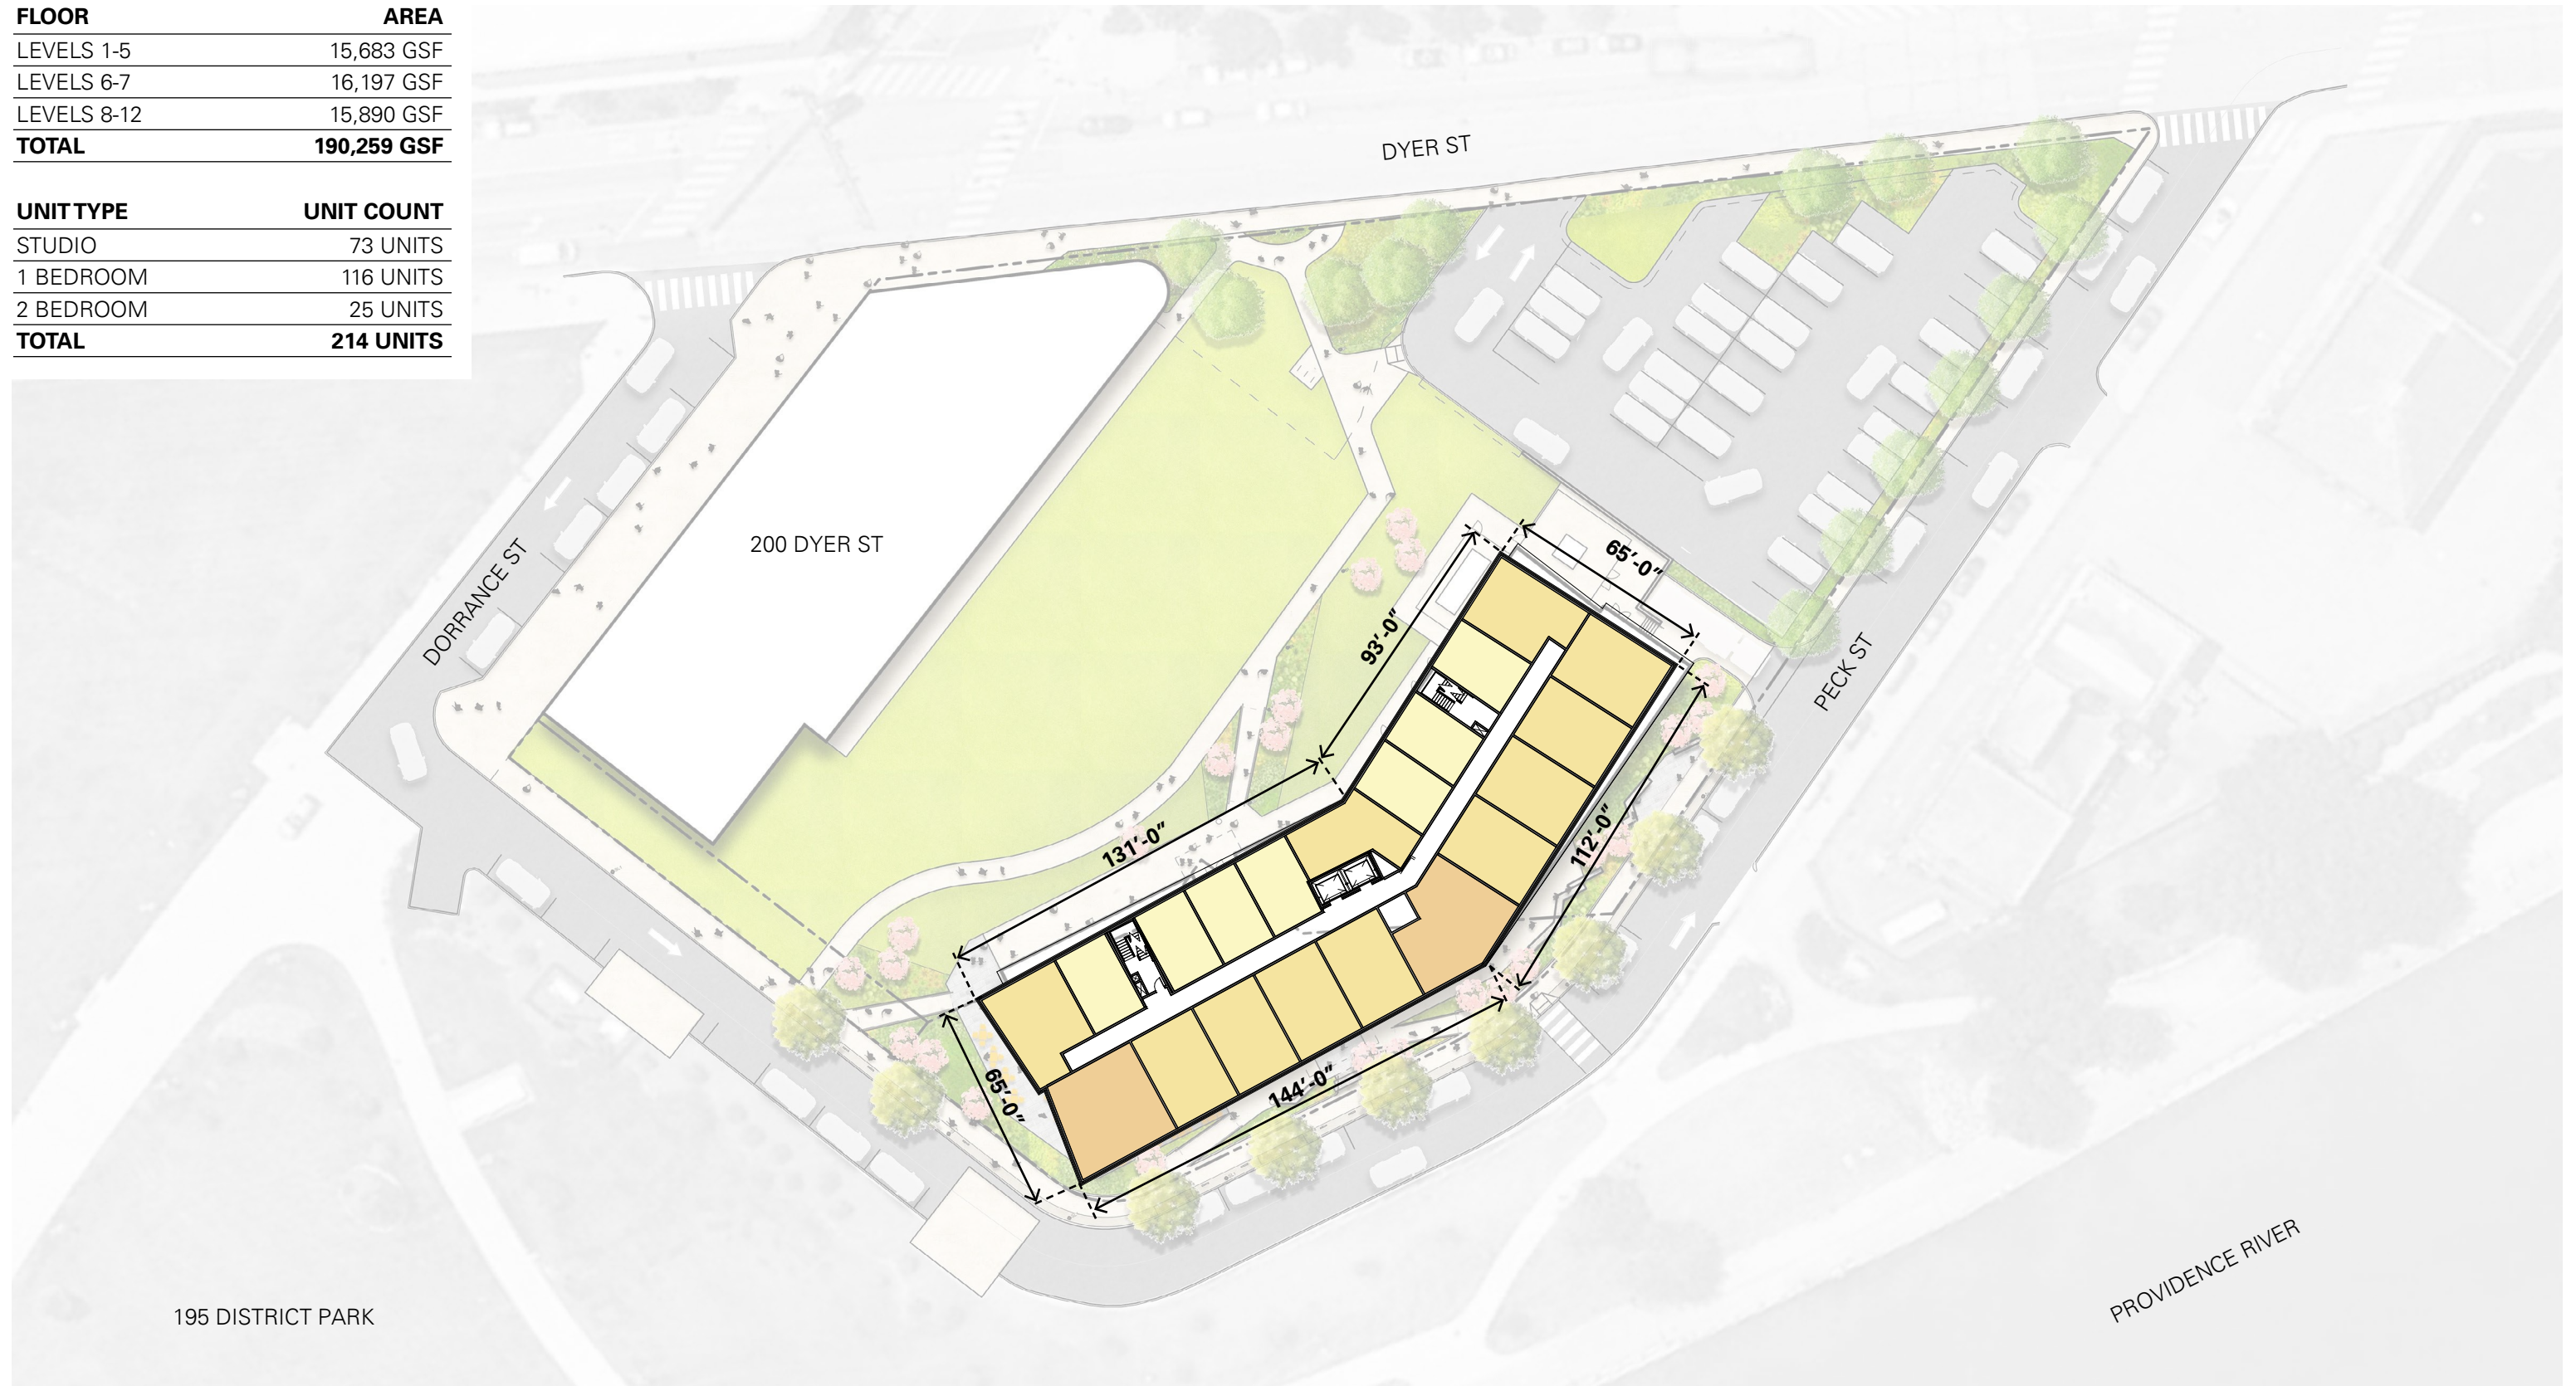 FLOOR AREA
LEVELS 1-5 15,683 GSF
LEVELS 6-7 16,197 GSF
LEVELS 8-12 15,890 GSF
TOTAL 190,259 GSF
UNIT TYPE UNIT COUNT
STUDIO 73 UNITS
1 BEDROOM 116 UNITS
2 BEDROOM 25 UNITS
TOTAL 214 UNITS
DYER ST
200 DYER ST
DORRANCE ST
65'-0"
93'-0"
PECK ST
131'-0"
112'-0"
65'-0"
144'-0"
195 DISTRICT PARK
PROVIDENCE RIVER